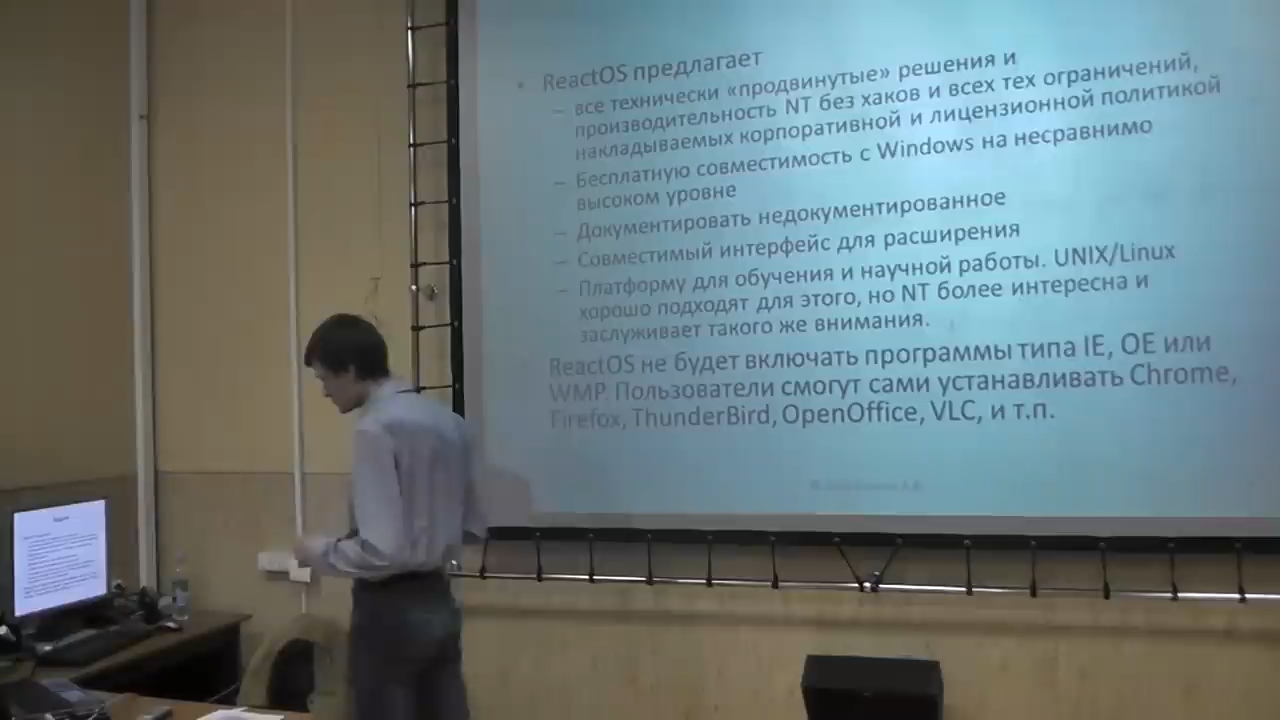 • ReactOS предлагает
– все технически «продвинутые» решения и
производительность NT без хаков и всех тех ограничений,
накладываемых корпоративной и лицензионной политикой
– Бесплатную совместимость с Windows на несравнимо
высоком уровне
– Документировать недокументированное
– Совместимый интерфейс для расширения
– Платформу для обучения и научной работы. UNIX/Linux
хорошо подходят для этого, но NT более интересна и
заслуживает такого же внимания.
ReactOS не будет включать программы типа IE, OE или
WMP. Пользователи смогут сами устанавливать Chrome,
Firefox, ThunderBird, OpenOffice, VLC, и т.п.